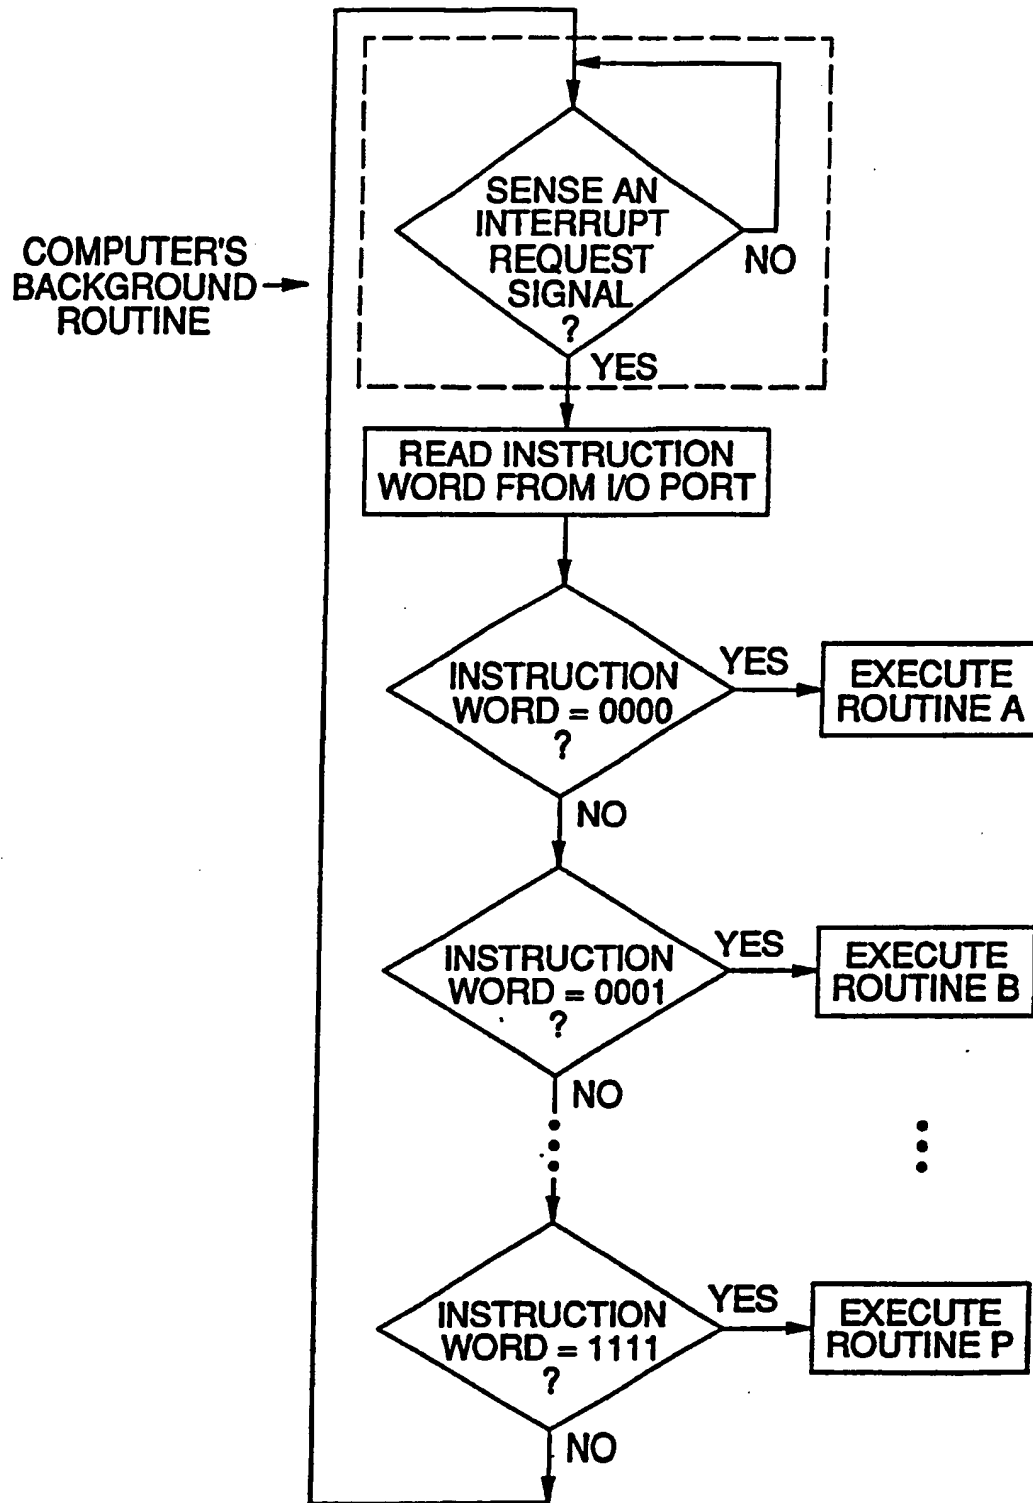 SENSE AN
INTERRUPT
REQUEST
SIGNAL
?
NO
COMPUTER'S
BACKGROUND
ROUTINE
YES
READ INSTRUCTION
WORD FROM I/O PORT
INSTRUCTION
WORD = 0000
?
YES
EXECUTE
ROUTINE A
NO
INSTRUCTION
WORD = 0001
?
YES
EXECUTE
ROUTINE B
NO
INSTRUCTION
WORD = 1111
?
YES
EXECUTE
ROUTINE P
NO